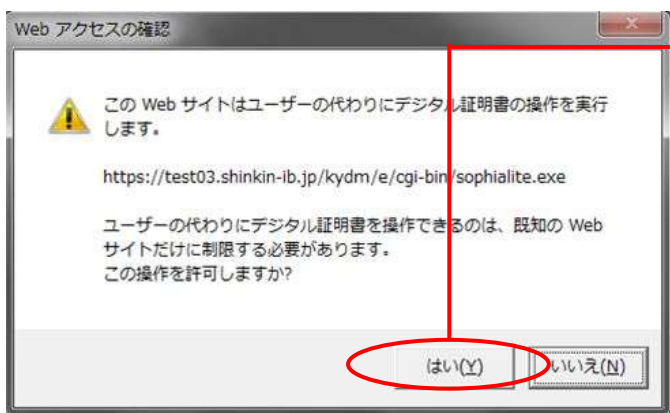 Web アクセスの確認
この Web サイトはユーザーの代わりにデジタル証明書の操作を実行
します。
https://test03.shinkin-ib.jp/kydm/e/cgi-bin/sophialite.exe
ユーザーの代わりにデジタル証明書を操作できるのは、既知の Web
サイトだけに制限する必要があります。
この操作を許可しますか?
はい(Y) いいえ(N)